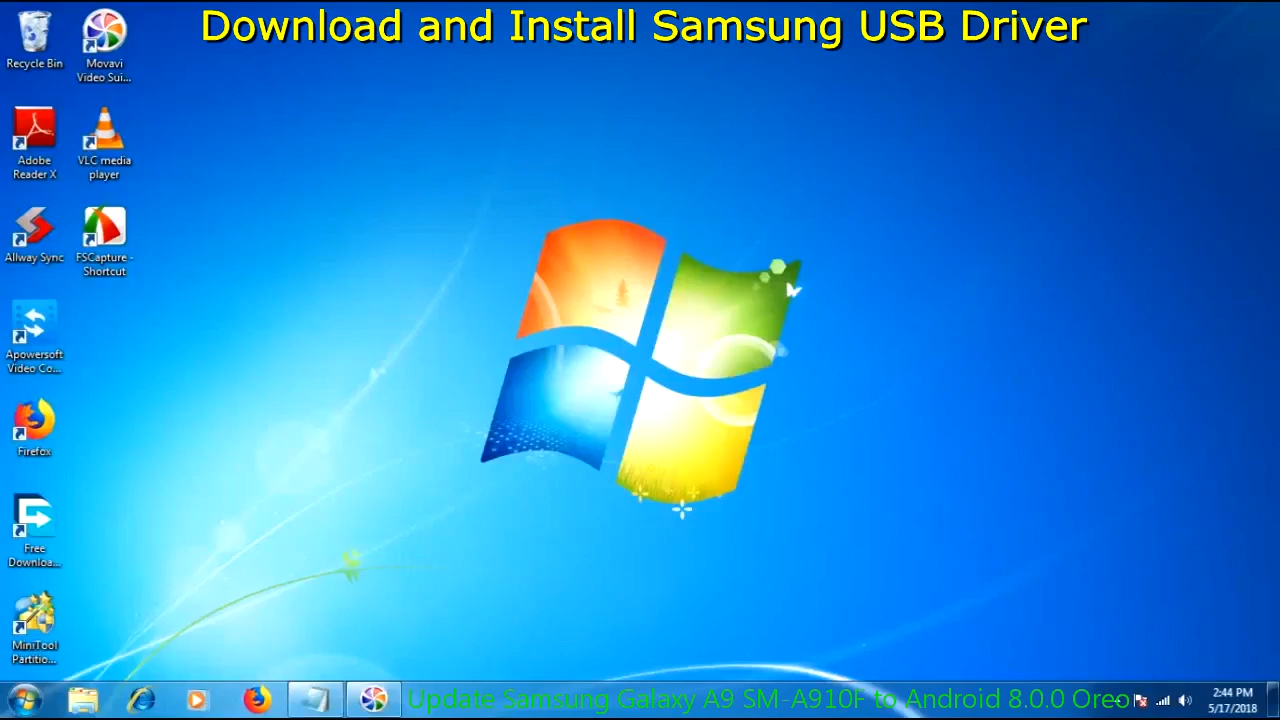 Download and Install Samsung USB Driver
Recycle Bin
Movavi
Video Sui...
Adobe
Reader X
VLC media
player
Allway Sync
FSCapture -
Shortcut
Apowersoft
Video Co...
Firefox
Free
Downloa...
MiniTool
Partitio...
Update Samsung Galaxy A9 SM-A910F to Android 8.0.0 Oreo
2:44 PM
5/17/2018